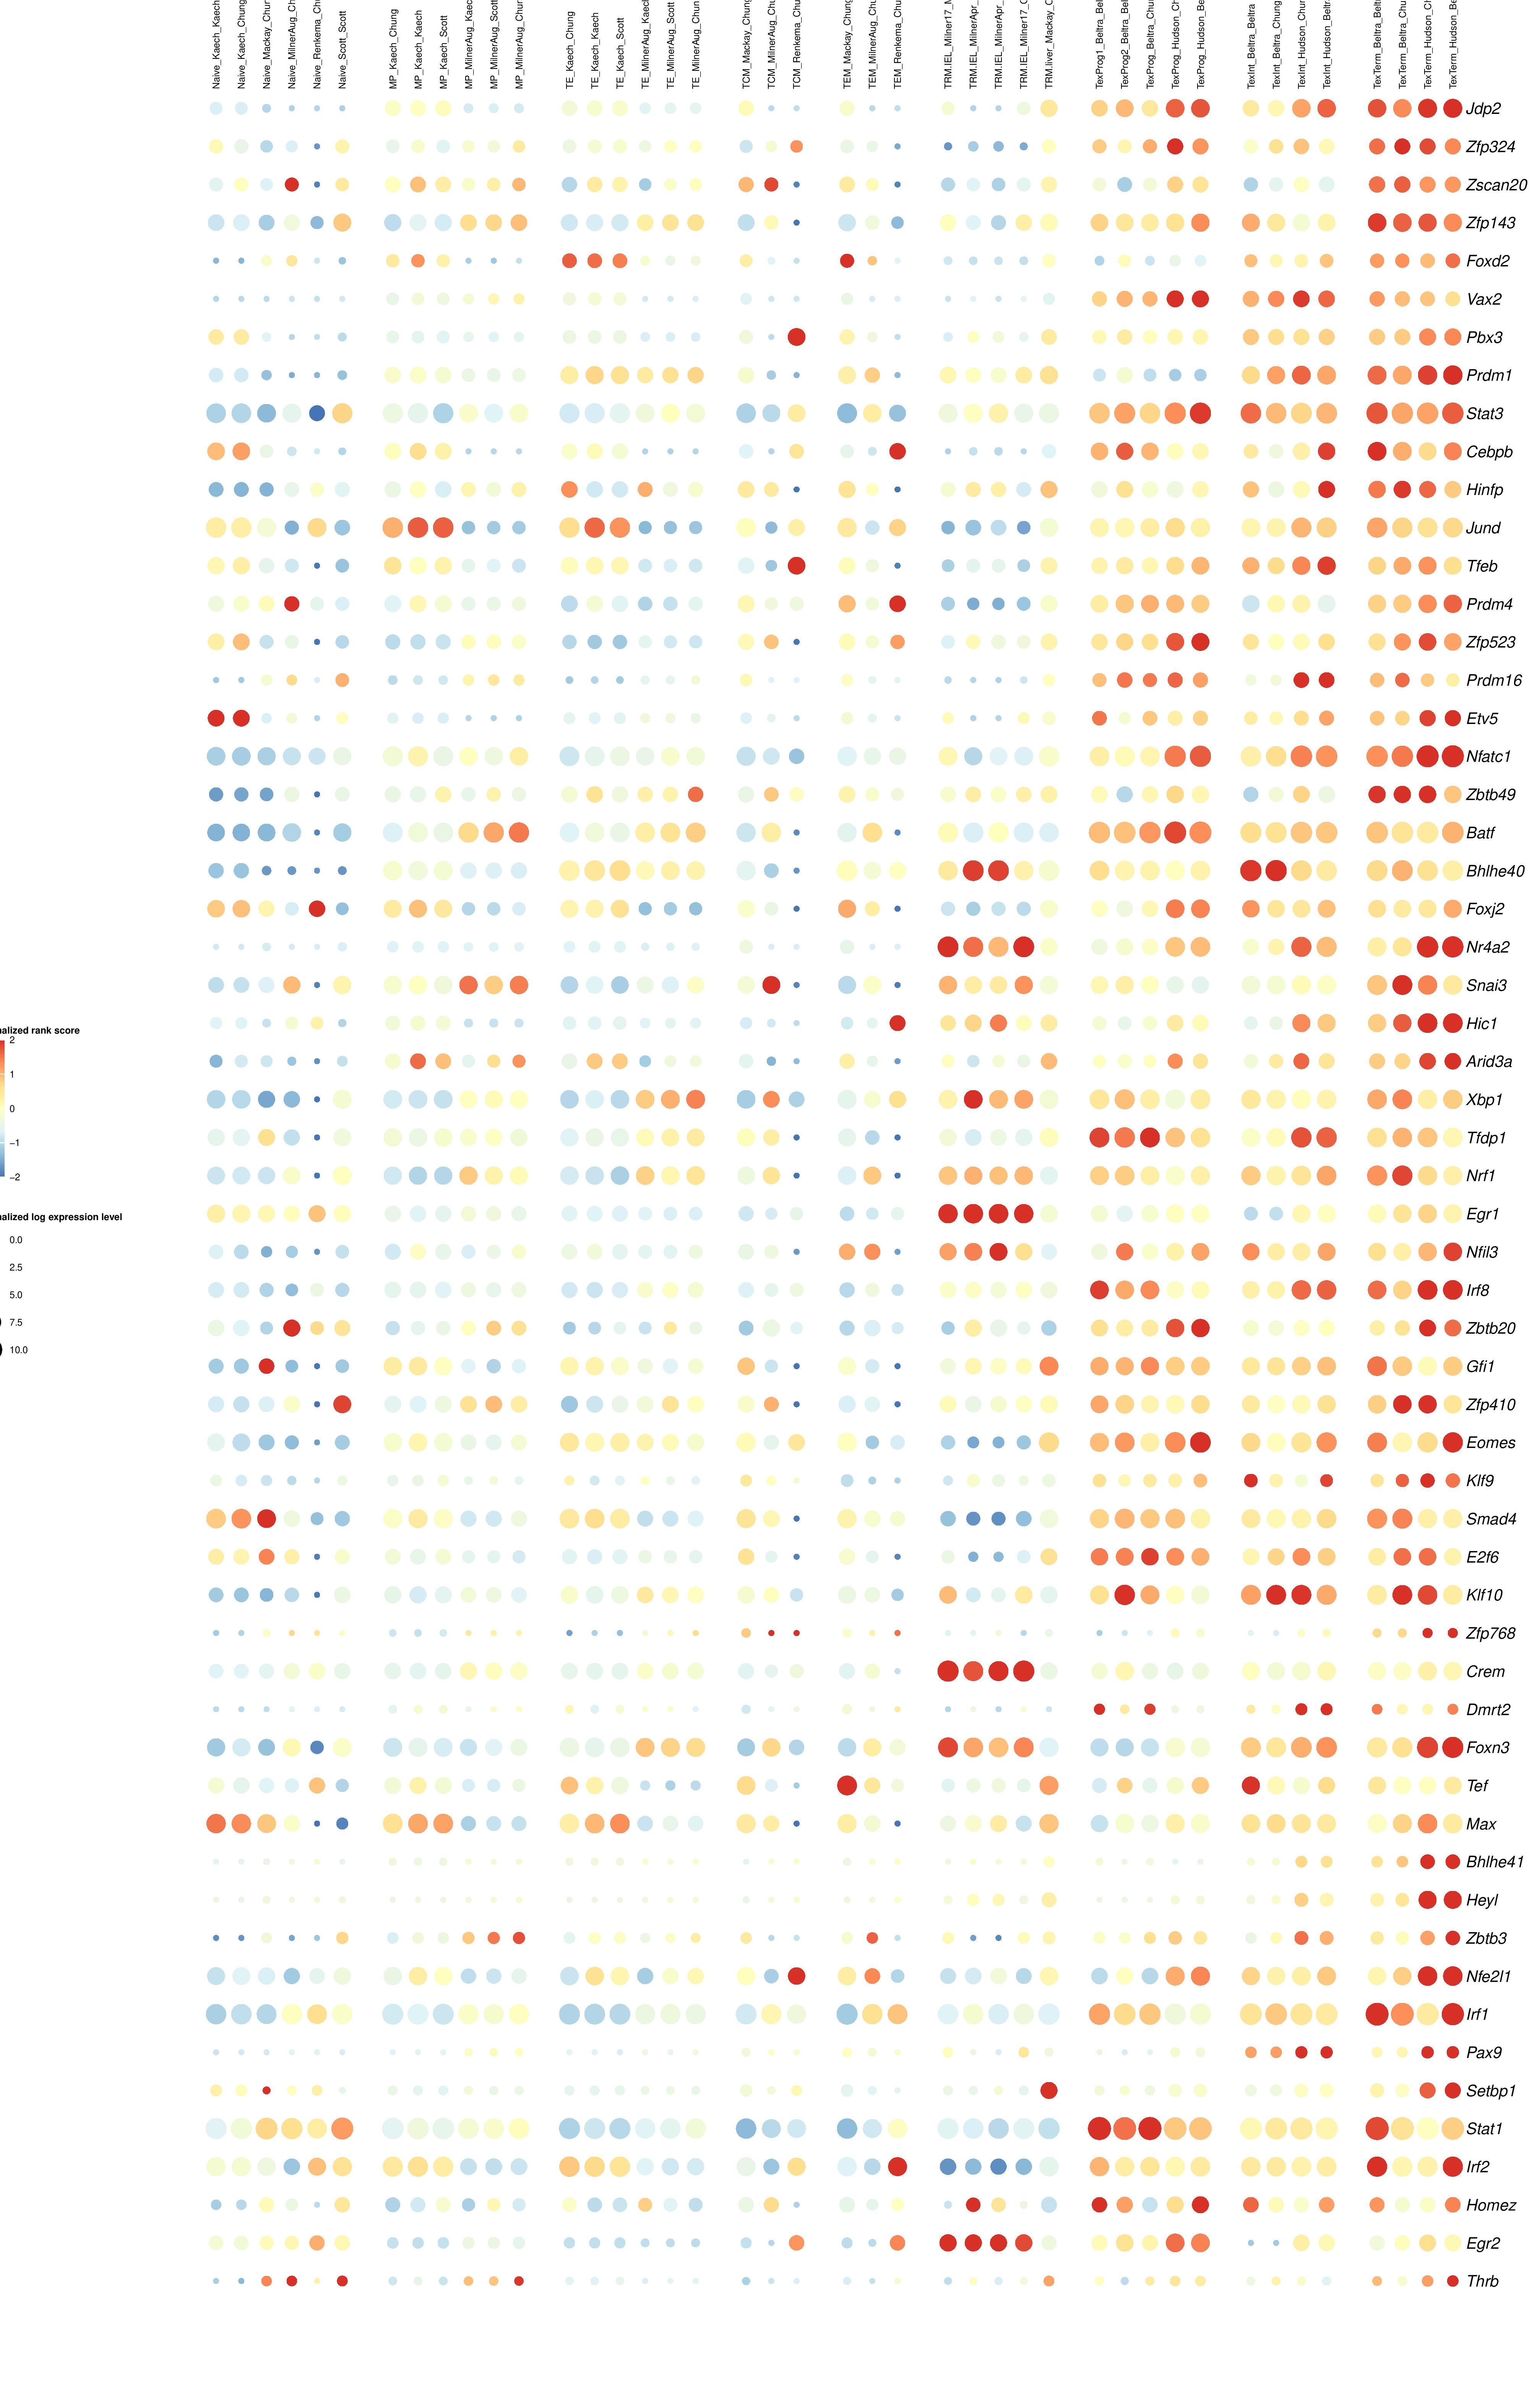 Naive_Kaech_Kaech
Naive_Kaech_Chung
Naive_Mackay_Chur
Naive_MilnerAug_Ch
Naive_Renkema_Ch
Naive_Scott_Scott
MP_Kaech_Chung
MP_Kaech_Kaech
MP_Kaech_Scott
MP_MilnerAug_Kaec
MP_MilnerAug_Scott
MP_MilnerAug_Chur
TE_Kaech_Chung
TE_Kaech_Kaech
TE_Kaech_Scott
TE_MilnerAug_Kaech
TE_MilnerAug_Scott
TE_MilnerAug_Chun
TCM_Mackay_Chung
TCM_MilnerAug_Chu
TCM_Renkema_Chu
TEM_Mackay_Chung
TEM_MilnerAug_Chu
TEM_Renkema_Chu
TRM.IEL_Milner17_M
TRM.IEL_MilnerApr_
TRM.IEL_MilnerApr_
TRM.IEL_Milner17_C
TRM.liver_Mackay_C
TexProg1_Beltra_Bel
TexProg2_Beltra_Bel
TexProg_Beltra_Chur
TexProg_Hudson_Ch
TexProg_Hudson_Be
TexInt_Beltra_Beltra
TexInt_Beltra_Chung
TexInt_Hudson_Chur
TexInt_Hudson_Beltr
TexTerm_Beltra_Beltr
TexTerm_Beltra_Chu
TexTerm_Hudson_Cl
TexTerm_Hudson_Be
Jdp2
Zfp324
Zscan20
Zfp143
Foxd2
Vax2
Pbx3
Prdm1
Stat3
Cebpb
Hinfp
Jund
Tfeb
Prdm4
Zfp523
Prdm16
Etv5
Nfatc1
Zbtb49
Batf
Bhlhe40
Foxj2
Nr4a2
Snai3
Hic1
alized rank score
2
1
0
−1
−2
Arid3a
Xbp1
Tfdp1
Nrf1
Egr1
alized log expression level
0.0
2.5
5.0
7.5
10.0
Nfil3
Irf8
Zbtb20
Gfi1
Zfp410
Eomes
Klf9
Smad4
E2f6
Klf10
Zfp768
Crem
Dmrt2
Foxn3
Tef
Max
Bhlhe41
Heyl
Zbtb3
Nfe2l1
Irf1
Pax9
Setbp1
Stat1
Irf2
Homez
Egr2
Thrb